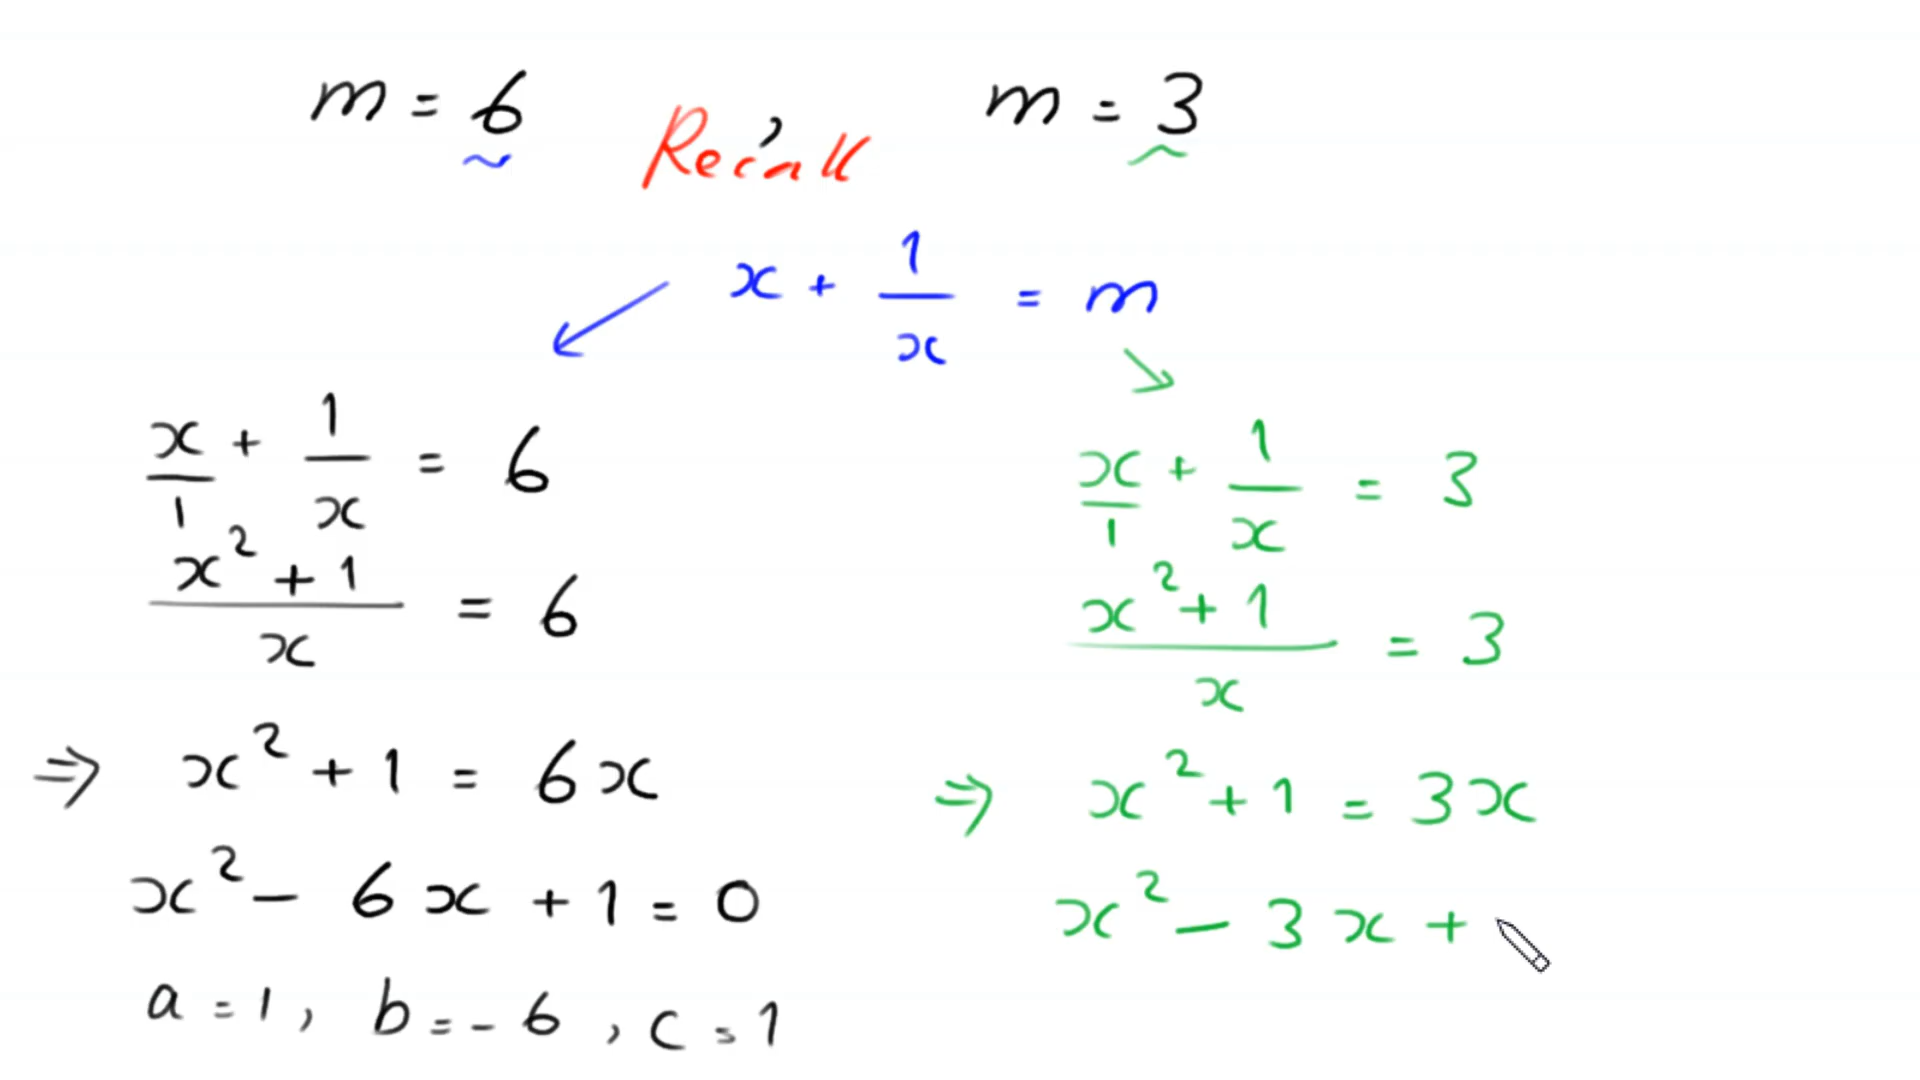 m = 6 , m = 3
Recall
x + 1/x = m
x/1 + 1/x = 6
(x² + 1)/x = 6
⇒ x² + 1 = 6x
x² - 6x + 1 = 0
a = 1, b = -6, c = 1
x/1 + 1/x = 3
(x² + 1)/x = 3
⇒ x² + 1 = 3x
x² - 3x +